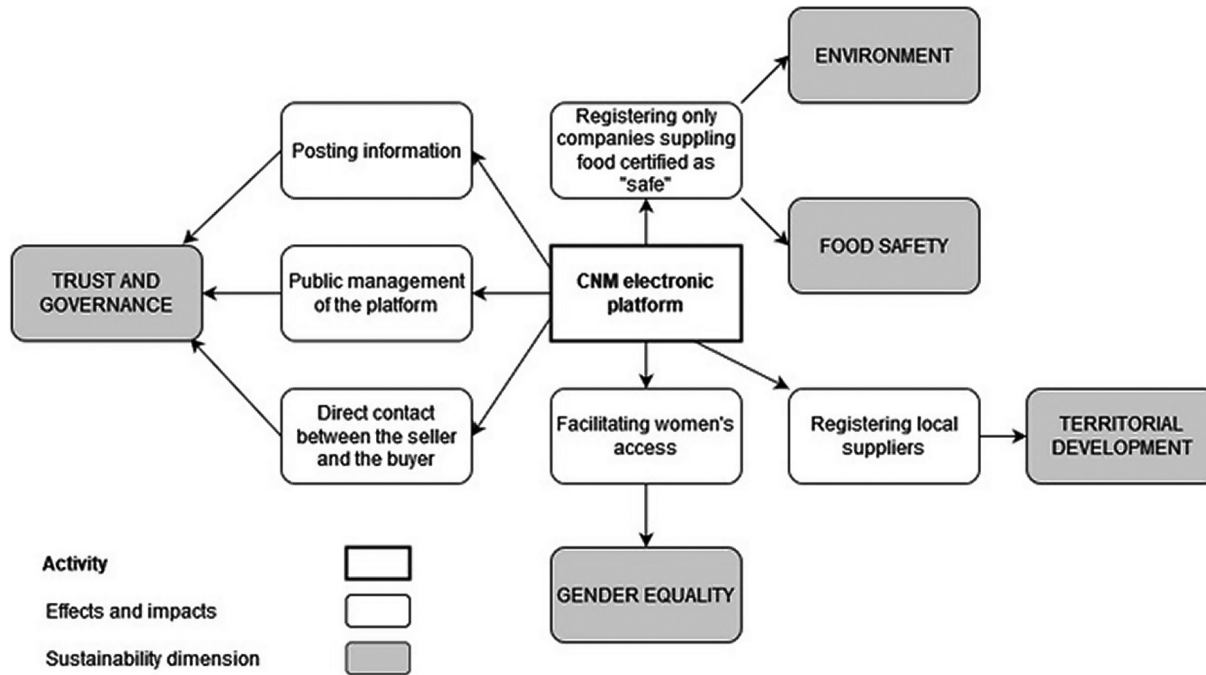 ENVIRONMENT
Registering only
companies suppling
food certified as
"safe"
Posting information
FOOD SAFETY
TRUST AND
GOVERNANCE
Public management
of the platform
CNM electronic
platform
Direct contact
between the seller
and the buyer
Facilitating women's
access
Registering local
suppliers
TERRITORIAL
DEVELOPMENT
GENDER EQUALITY
Activity
Effects and impacts
Sustainability dimension